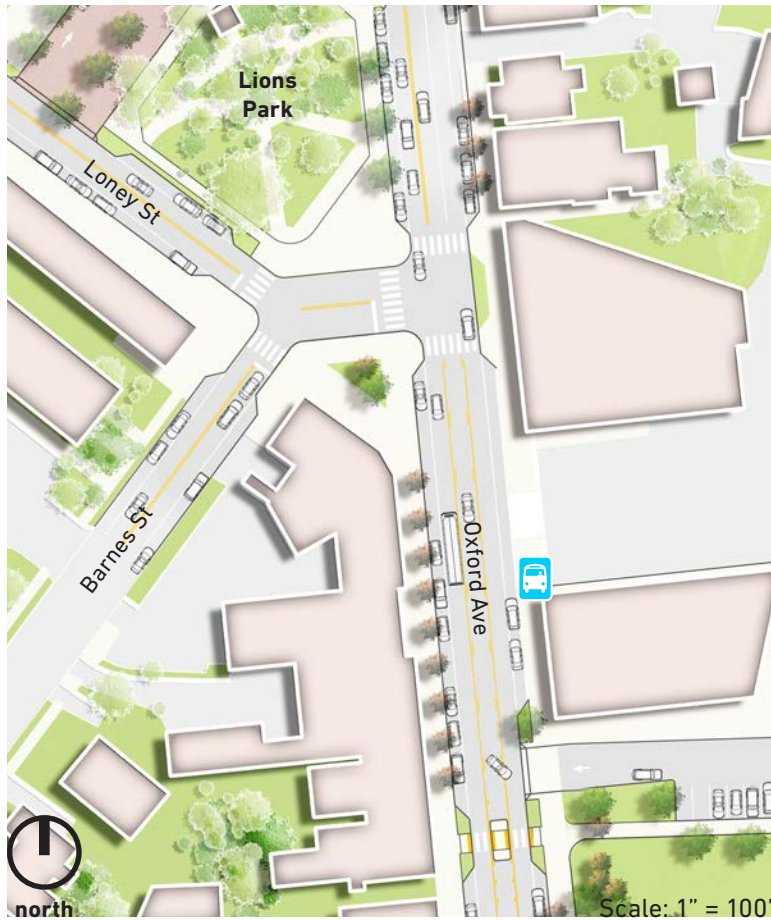 Lions
Park
Loney St
Barnes St
Oxford Ave
north
Scale: 1" = 100'